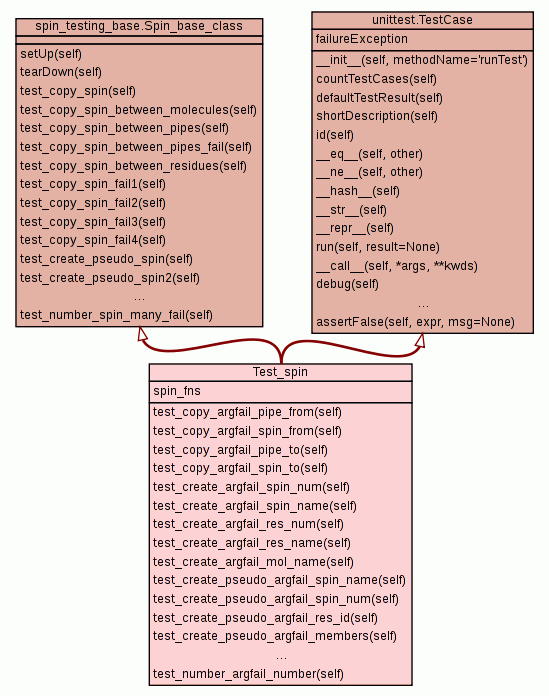 spin_testing_base.Spin_base_class
setUp(self)
tearDown(self)
test_copy_spin(self)
test_copy_spin_between_molecules(self)
test_copy_spin_between_pipes(self)
test_copy_spin_between_pipes_fail(self)
test_copy_spin_between_residues(self)
test_copy_spin_fail1(self)
test_copy_spin_fail2(self)
test_copy_spin_fail3(self)
test_copy_spin_fail4(self)
test_create_pseudo_spin(self)
test_create_pseudo_spin2(self)
...
test_number_spin_many_fail(self)
unittest.TestCase
failureException
__init__(self, methodName='runTest')
countTestCases(self)
defaultTestResult(self)
shortDescription(self)
id(self)
__eq__(self, other)
__ne__(self, other)
__hash__(self)
__str__(self)
__repr__(self)
run(self, result=None)
__call__(self, *args, **kwds)
debug(self)
...
assertFalse(self, expr, msg=None)
Test_spin
spin_fns
test_copy_argfail_pipe_from(self)
test_copy_argfail_spin_from(self)
test_copy_argfail_pipe_to(self)
test_copy_argfail_spin_to(self)
test_create_argfail_spin_num(self)
test_create_argfail_spin_name(self)
test_create_argfail_res_num(self)
test_create_argfail_res_name(self)
test_create_argfail_mol_name(self)
test_create_pseudo_argfail_spin_name(self)
test_create_pseudo_argfail_spin_num(self)
test_create_pseudo_argfail_res_id(self)
test_create_pseudo_argfail_members(self)
...
test_number_argfail_number(self)